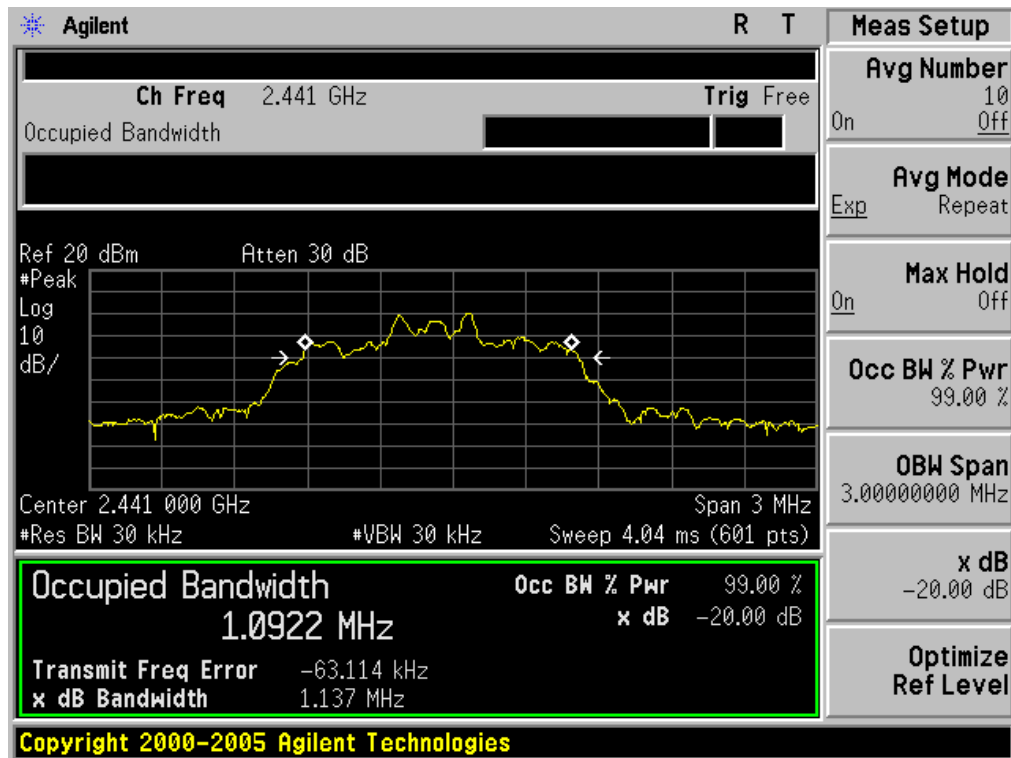 Agilent R T
Ch Freq 2.441 GHz Trig Free
Occupied Bandwidth
Ref 20 dBm Atten 30 dB
#Peak
Log
10
dB/
Center 2.441 000 GHz Span 3 MHz
#Res BW 30 kHz #VBW 30 kHz Sweep 4.04 ms (601 pts)
Occupied Bandwidth Occ BW % Pwr 99.00 %
1.0922 MHz x dB -20.00 dB
Transmit Freq Error -63.114 kHz
x dB Bandwidth 1.137 MHz
Copyright 2000-2005 Agilent Technologies
Meas Setup
Avg Number
10
On Off
Avg Mode
Exp Repeat
Max Hold
On Off
Occ BW % Pwr
99.00 %
OBW Span
3.00000000 MHz
x dB
-20.00 dB
Optimize
Ref Level